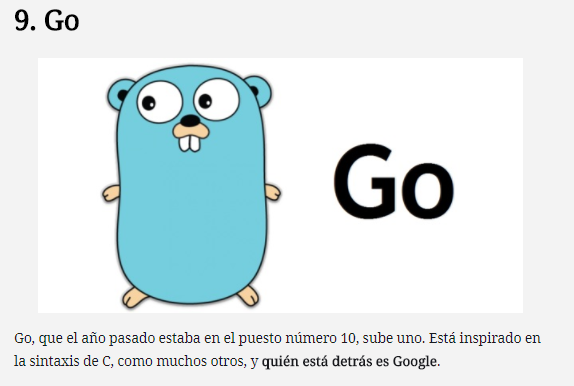 9. Go
Go
Go, que el año pasado estaba en el puesto número 10, sube uno. Está inspirado en
la sintaxis de C, como muchos otros, y quién está detrás es Google.